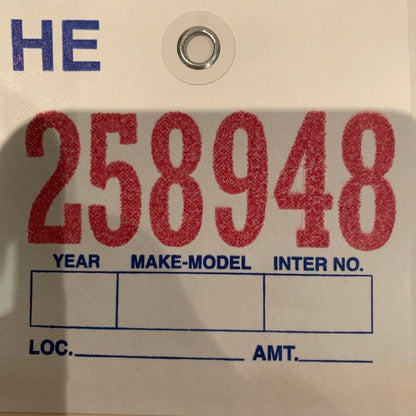 HE
258948
YEAR MAKE-MODEL INTER NO.
LOC. AMT.